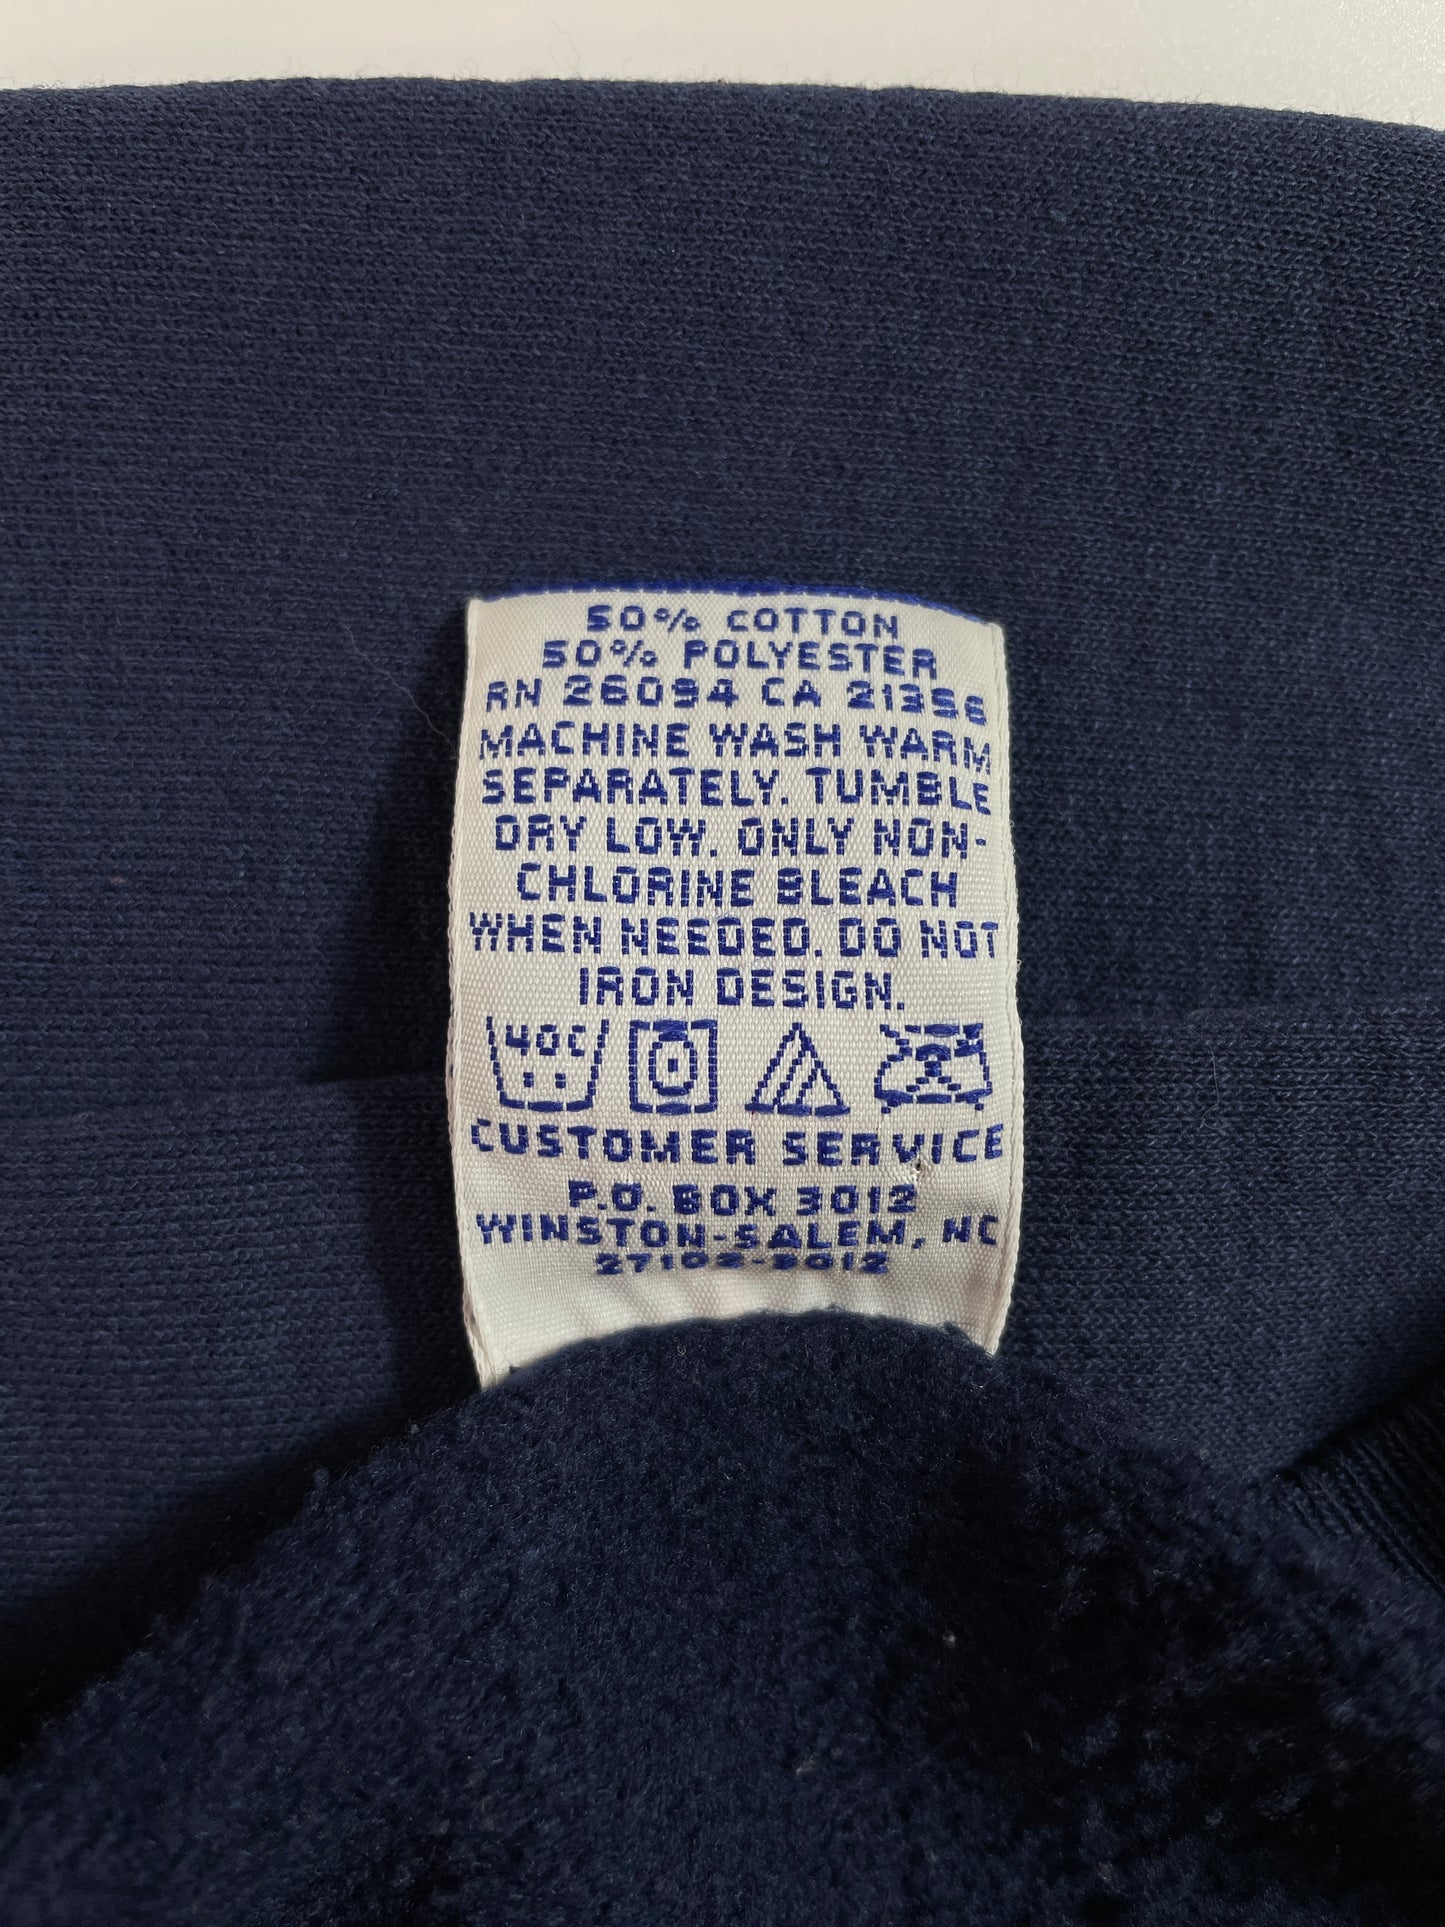 50% COTTON
50% POLYESTER
RN 26094 CA 21356
MACHINE WASH WARM
SEPARATELY. TUMBLE
DRY LOW. ONLY NON-
CHLORINE BLEACH
WHEN NEEDED. DO NOT
IRON DESIGN.
40C
CUSTOMER SERVICE
P.O. BOX 3012
WINSTON-SALEM, NC
27102-3012